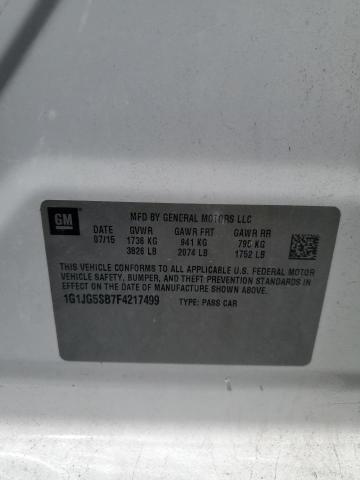 GM
MFD BY GENERAL MOTORS LLC
DATE GVWR GAWR FRT GAWR RR
07/15 1736 KG 941 KG 795 KG
3826 LB 2074 LB 1752 LB
THIS VEHICLE CONFORMS TO ALL APPLICABLE U.S. FEDERAL MOTOR
VEHICLE SAFETY, BUMPER, AND THEFT PREVENTION STANDARDS IN
EFFECT ON THE DATE OF MANUFACTURE SHOWN ABOVE.
1G1JG5SB7F4217499 TYPE: PASS CAR